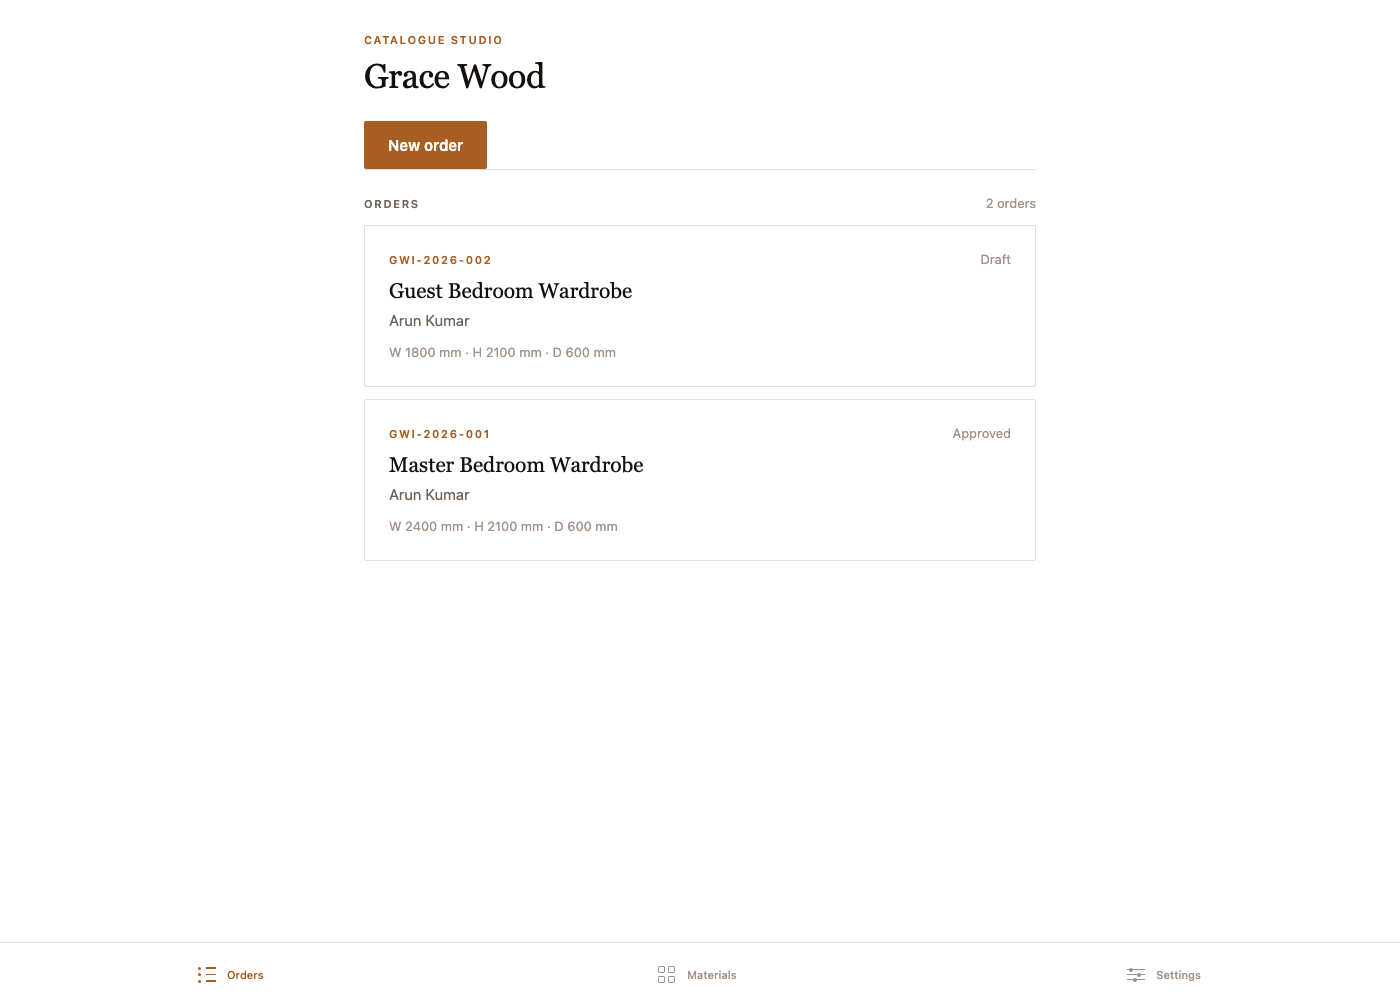 CATALOGUE STUDIO
Grace Wood
New order
ORDERS
2 orders
GWI-2026-002
Draft
Guest Bedroom Wardrobe
Arun Kumar
W 1800 mm · H 2100 mm · D 600 mm
GWI-2026-001
Approved
Master Bedroom Wardrobe
Arun Kumar
W 2400 mm · H 2100 mm · D 600 mm
Orders
Materials
Settings